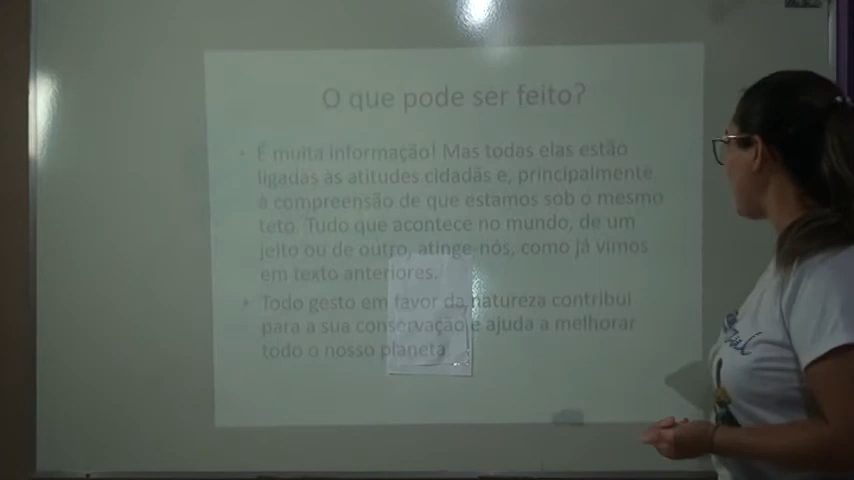 O que pode ser feito?
• É muita informação! Mas todas elas estão
ligadas às atitudes cidadãs e, principalmente,
à compreensão de que estamos sob o mesmo
teto. Tudo que acontece no mundo, de um
jeito ou de outro, atinge-nós, como já vimos
em texto anteriores.
• Todo gesto em favor da natureza contribui
para a sua conservação e ajuda a melhorar
todo o nosso planeta.